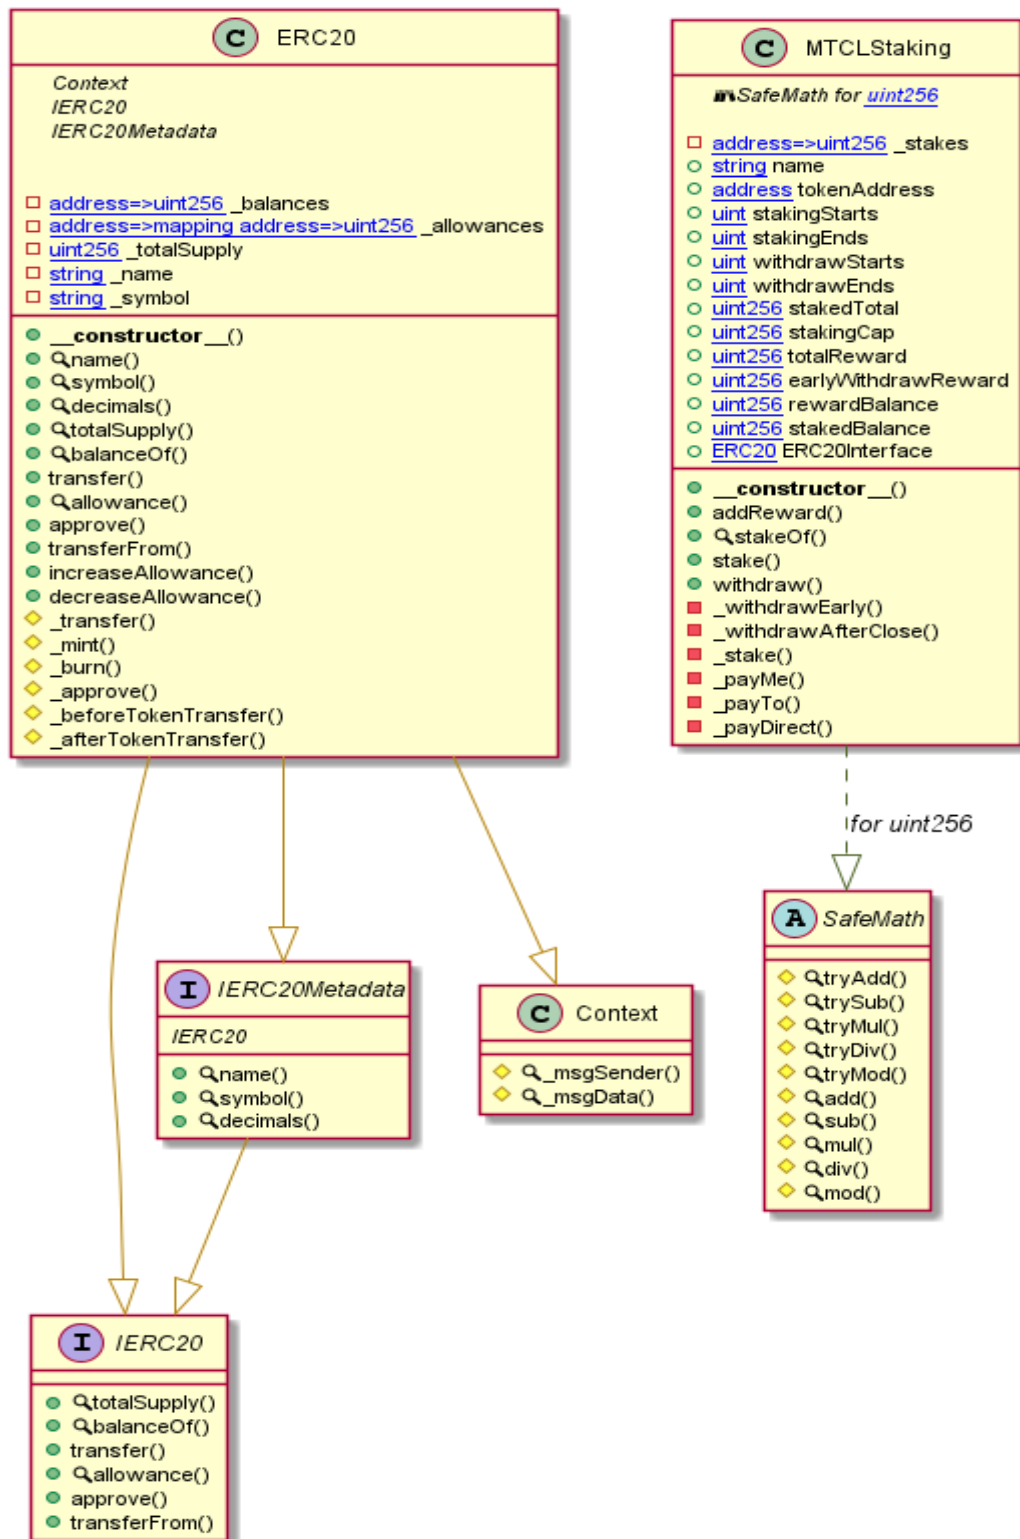 C ERC20
Context
IERC20
IERC20Metadata
address=>uint256 _balances
address=>mapping address=>uint256 _allowances
uint256 _totalSupply
string _name
string _symbol
__constructor__()
name()
symbol()
decimals()
totalSupply()
balanceOf()
transfer()
allowance()
approve()
transferFrom()
increaseAllowance()
decreaseAllowance()
_transfer()
_mint()
_burn()
_approve()
_beforeTokenTransfer()
_afterTokenTransfer()
C MTCLStaking
SafeMath for uint256
address=>uint256 _stakes
string name
address tokenAddress
uint stakingStarts
uint stakingEnds
uint withdrawStarts
uint withdrawEnds
uint256 stakedTotal
uint256 stakingCap
uint256 totalReward
uint256 earlyWithdrawReward
uint256 rewardBalance
uint256 stakedBalance
ERC20 ERC20Interface
__constructor__()
addReward()
stakeOf()
stake()
withdraw()
_withdrawEarly()
_withdrawAfterClose()
_stake()
_payMe()
_payTo()
_payDirect()
for uint256
I IERC20Metadata
IERC20
name()
symbol()
decimals()
C Context
_msgSender()
_msgData()
A SafeMath
tryAdd()
trySub()
tryMul()
tryDiv()
tryMod()
add()
sub()
mul()
div()
mod()
I IERC20
totalSupply()
balanceOf()
transfer()
allowance()
approve()
transferFrom()